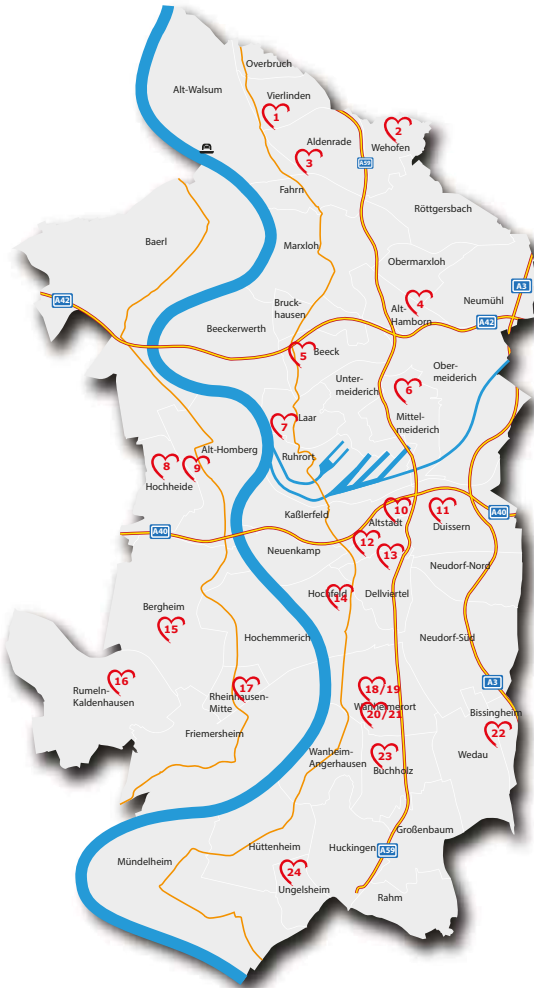 Overbruch
Alt-Walsum
Vierlinden
1
2
Aldenrade
Wehofen
3
A59
Fahrn
Röttgersbach
Baerl
Marxloh
Obermarxloh
A3
A42
Bruck-
hausen
4
Neumühl
Alt-
Hamborn
A42
Beeckerwerth
5
Beeck
Ober-
meiderich
Unter-
meiderich
6
Laar
7
Mittel-
meiderich
Alt-Homberg
Ruhrort
8
9
Hochheide
Kaßlerfeld
10
11
A40
Altstadt
Duissern
A40
12
Neuenkamp
13
Neudorf-Nord
Hochfeld
14
Dellviertel
Bergheim
15
Hochemmerich
Neudorf-Süd
16
17
18/19
A3
Rumeln-
Kaldenhausen
Rheinhausen-
Mitte
Wanheimerort
20/21
Bissingheim
22
Friemersheim
Wanheim-
Angerhausen
23
Wedau
Buchholz
Großenbaum
Hüttenheim
Huckingen
A59
Mündelheim
24
Ungelsheim
Rahm